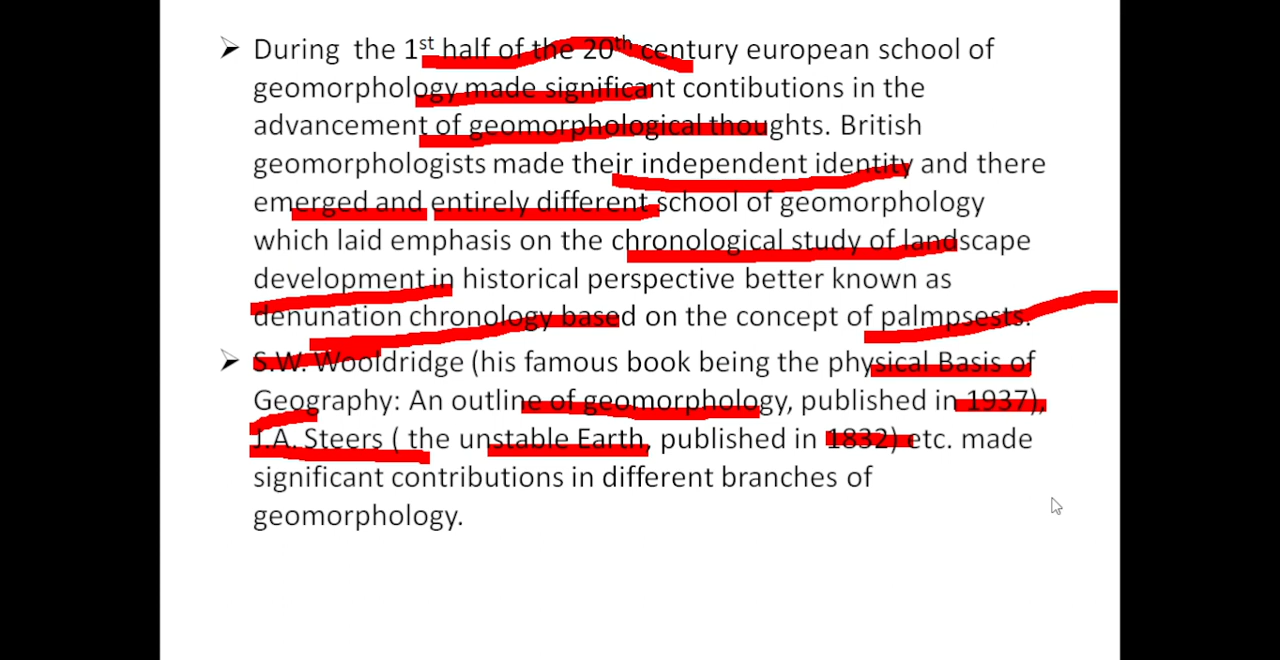 ➢ During the 1st half of the 20th century european school of
geomorphology made significant contibutions in the
advancement of geomorphological thoughts. British
geomorphologists made their independent identity and there
emerged and entirely different school of geomorphology
which laid emphasis on the chronological study of landscape
development in historical perspective better known as
denunation chronology based on the concept of palmpsests.
➢ S.W. Wooldridge (his famous book being the physical Basis of
Geography: An outline of geomorphology, published in 1937),
J.A. Steers ( the unstable Earth, published in 1832) etc. made
significant contributions in different branches of
geomorphology.